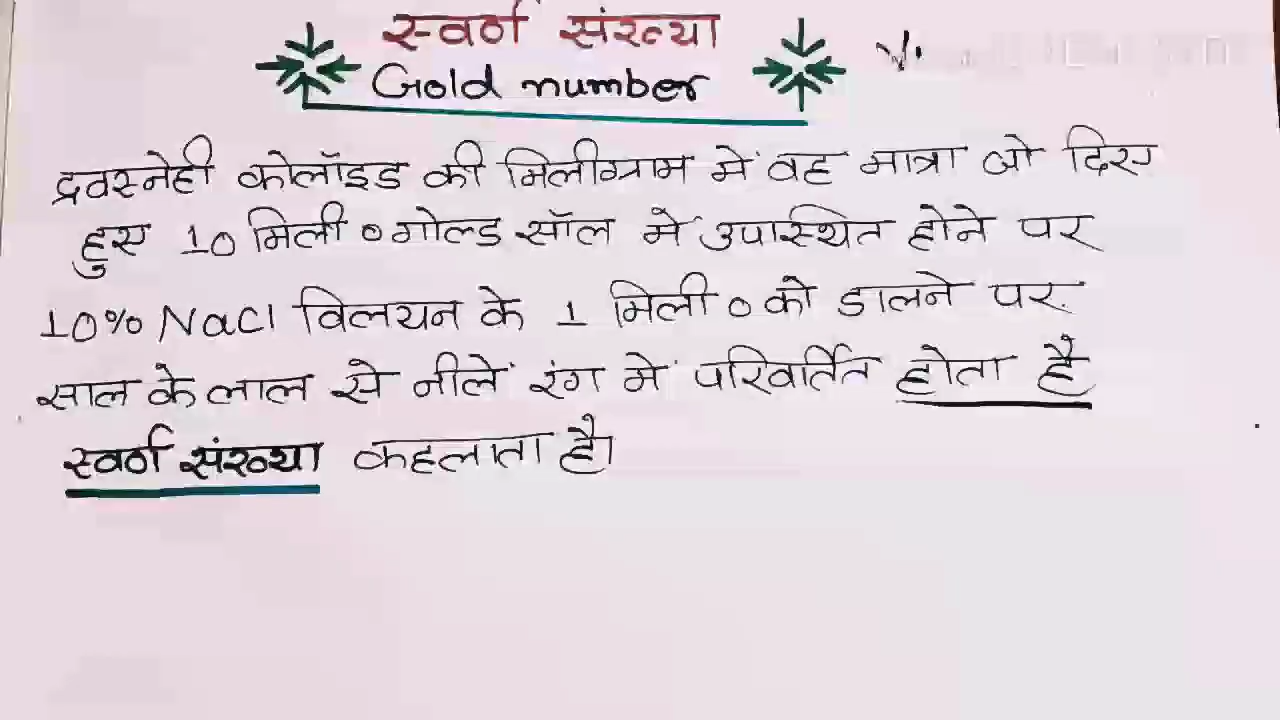 स्वर्ण संख्या
Gold number
द्रवस्नेही कोलॉइड की मिलीग्राम में वह मात्रा जो दिए
हुए 10 मिली० गोल्ड सॉल में उपस्थित होने पर
10% NaCl विलयन के 1 मिली० को डालने पर
साल के लाल से नीले रंग में परिवर्तित होता है
स्वर्ण संख्या कहलाता है।